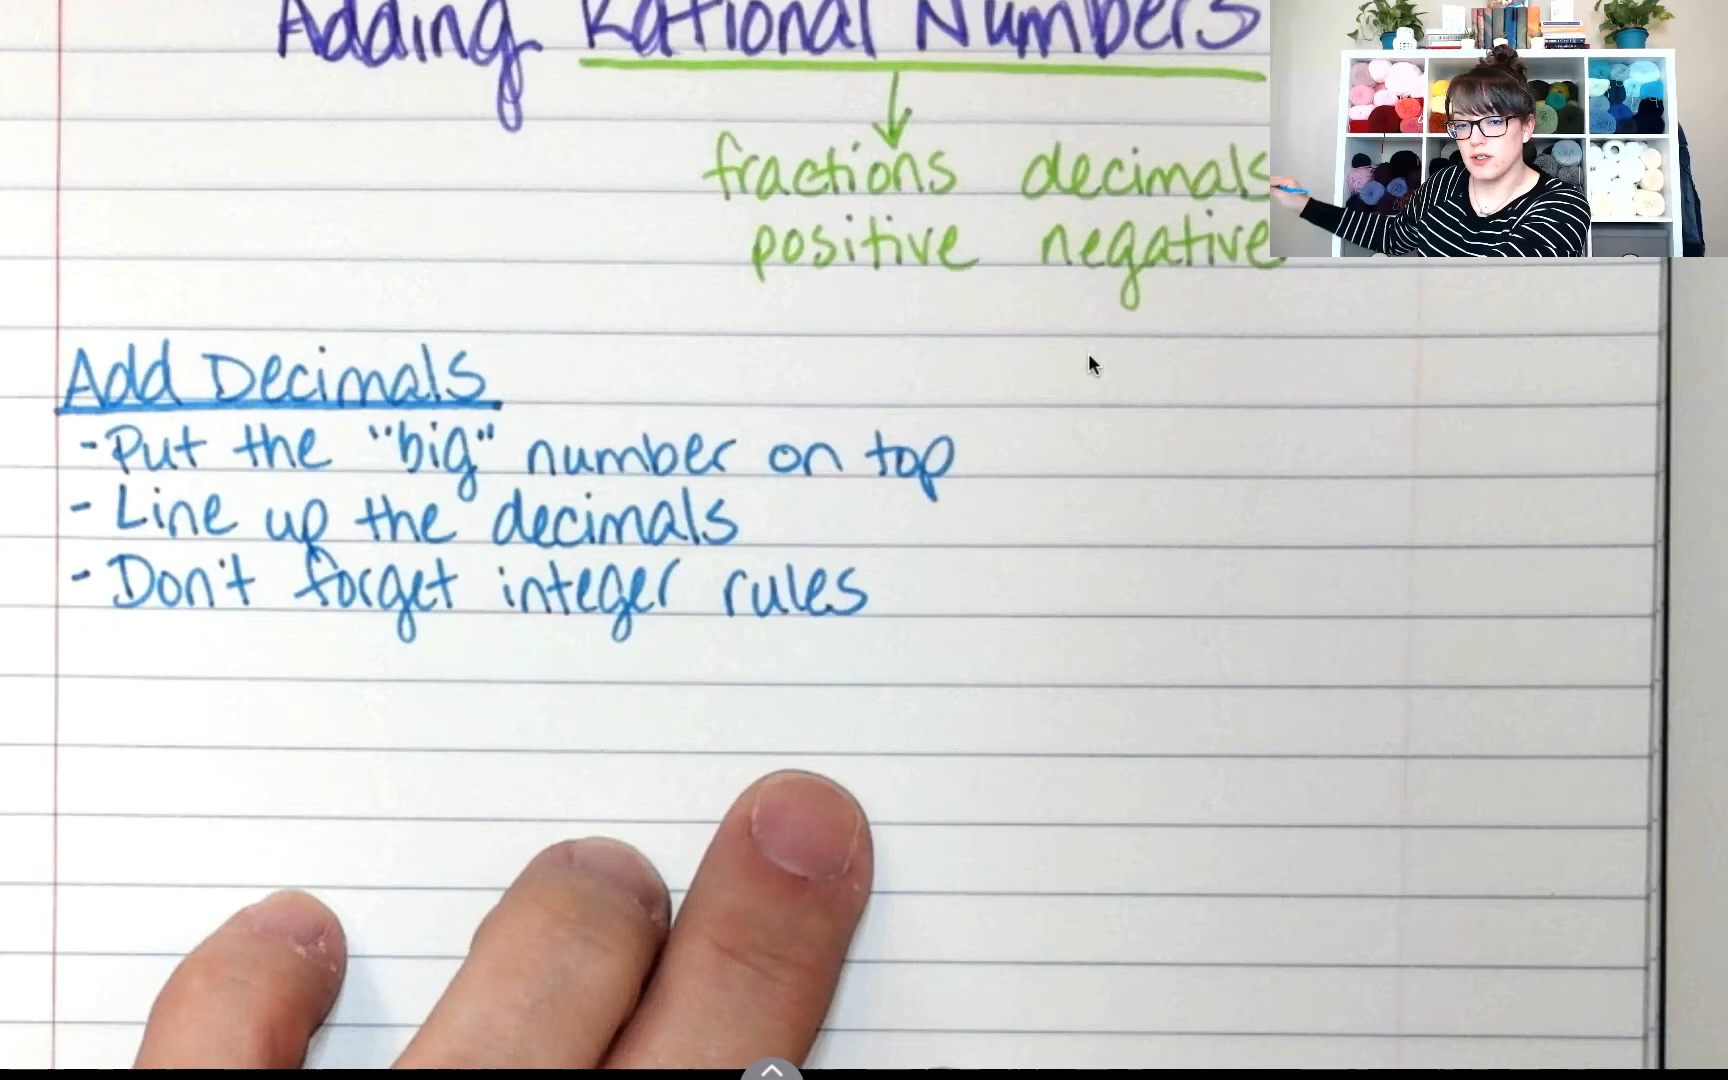 Adding Rational Numbers
fractions decimals
positive negative
Add Decimals
-Put the "big" number on top
- Line up the decimals
- Don't forget integer rules